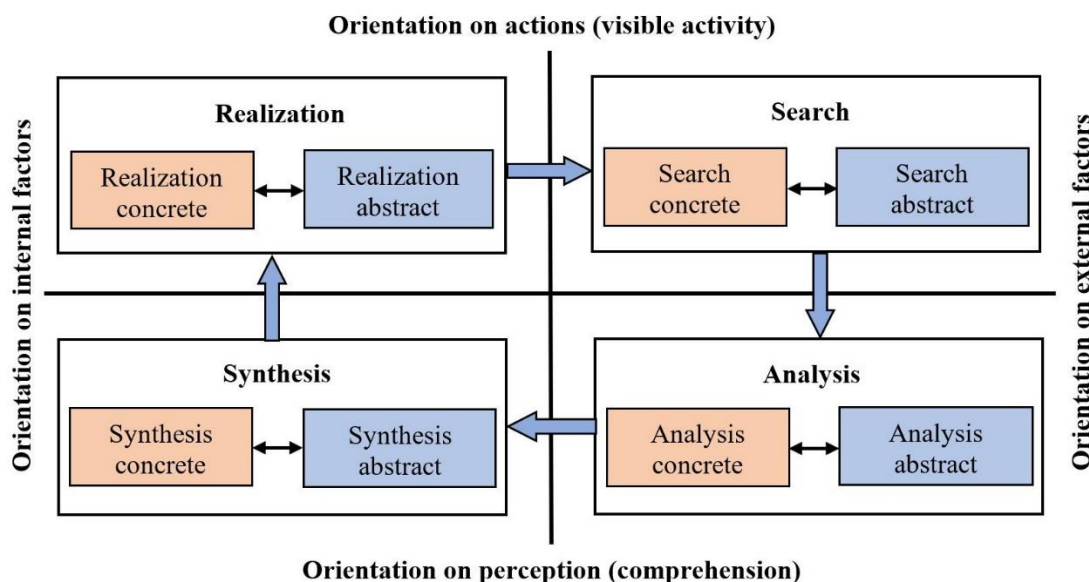 Orientation on actions (visible activity)
Orientation on internal factors
Realization
Realization
concrete
Realization
abstract
Search
Search
concrete
Search
abstract
Orientation on external factors
Synthesis
Synthesis
concrete
Synthesis
abstract
Analysis
Analysis
concrete
Analysis
abstract
Orientation on perception (comprehension)